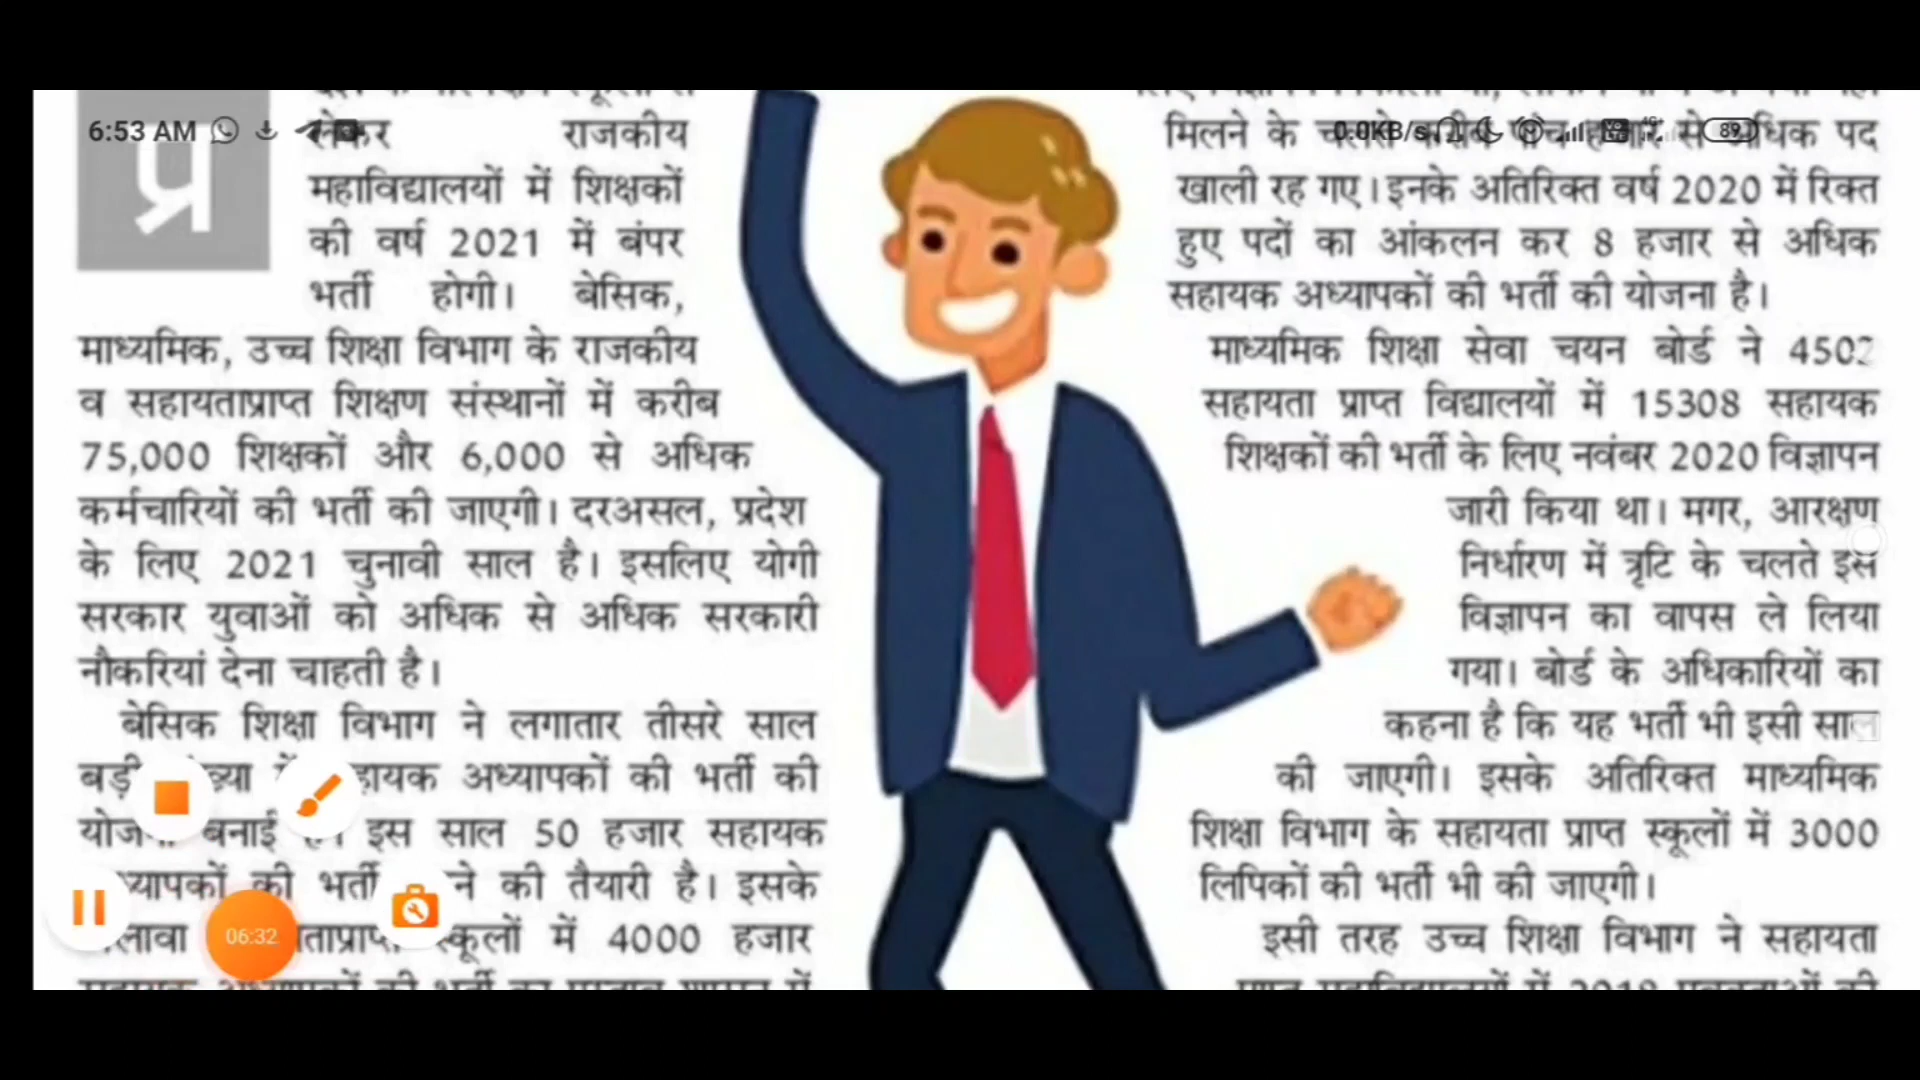 6:53 AM
0.0KB/s
89
प्र
लेकर राजकीय
महाविद्यालयों में शिक्षकों
की वर्ष 2021 में बंपर
भर्ती होगी। बेसिक,
माध्यमिक, उच्च शिक्षा विभाग के राजकीय
व सहायताप्राप्त शिक्षण संस्थानों में करीब
75,000 शिक्षकों और 6,000 से अधिक
कर्मचारियों की भर्ती की जाएगी। दरअसल, प्रदेश
के लिए 2021 चुनावी साल है। इसलिए योगी
सरकार युवाओं को अधिक से अधिक सरकारी
नौकरियां देना चाहती है।
बेसिक शिक्षा विभाग ने लगातार तीसरे साल
अध्यापकों की भर्ती की
बनाई इस साल 50 हजार सहायक
की भर्ती की तैयारी है। इसके
में 4000 हजार
06:32
मिलने के से पद
खाली रह गए। इनके अतिरिक्त वर्ष 2020 में रिक्त
हुए पदों का आंकलन कर 8 हजार से अधिक
सहायक अध्यापकों की भर्ती की योजना है।
माध्यमिक शिक्षा सेवा चयन बोर्ड ने 4502
सहायता प्राप्त विद्यालयों में 15308 सहायक
शिक्षकों की भर्ती के लिए नवंबर 2020 विज्ञापन
जारी किया था। मगर, आरक्षण
निर्धारण में त्रृटि के चलते इस
विज्ञापन का वापस ले लिया
गया। बोर्ड के अधिकारियों का
कहना है कि यह भर्ती भी इसी साल
की जाएगी। इसके अतिरिक्त माध्यमिक
शिक्षा विभाग के सहायता प्राप्त स्कूलों में 3000
लिपिकों की भर्ती भी की जाएगी।
इसी तरह उच्च शिक्षा विभाग ने सहायता